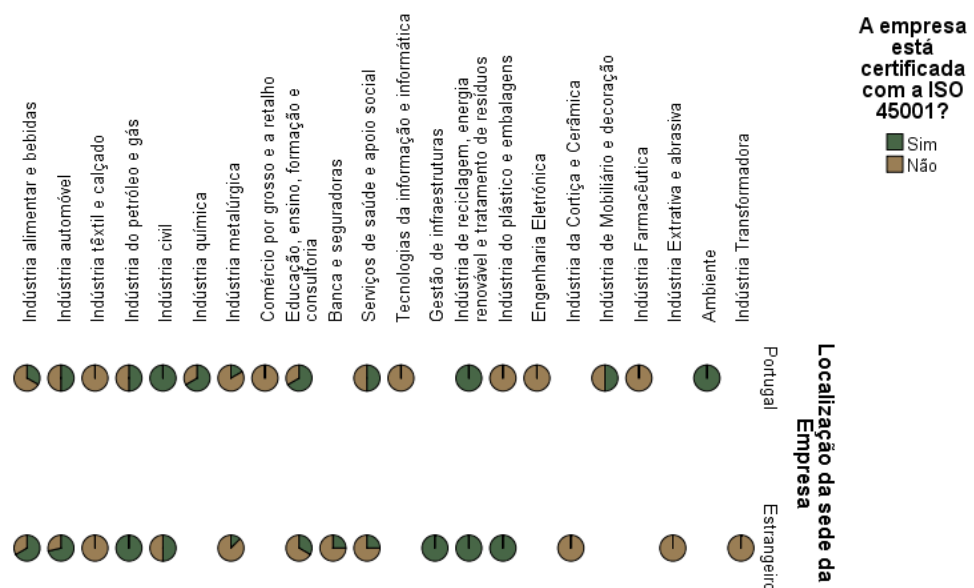 Indústria alimentar e bebidas
Indústria automóvel
Indústria têxtil e calçado
Indústria do petróleo e gás
Indústria civil
Indústria química
Indústria metalúrgica
Comércio por grosso e a retalho
Educação, ensino, formação e
consultoria
Banca e seguradoras
Serviços de saúde e apoio social
Tecnologias da informação e informática
Gestão de infraestruturas
Indústria de reciclagem, energia
renovável e tratamento de resíduos
Indústria do plástico e embalagens
Engenharia Eletrónica
Indústria da Cortiça e Cerâmica
Indústria de Mobiliário e decoração
Indústria Farmacêutica
Indústria Extrativa e abrasiva
Ambiente
Indústria Transformadora
A empresa
está
certificada
com a ISO
45001?
Sim
Não
Portugal
Estrangeiro
Localização da sede da
Empresa